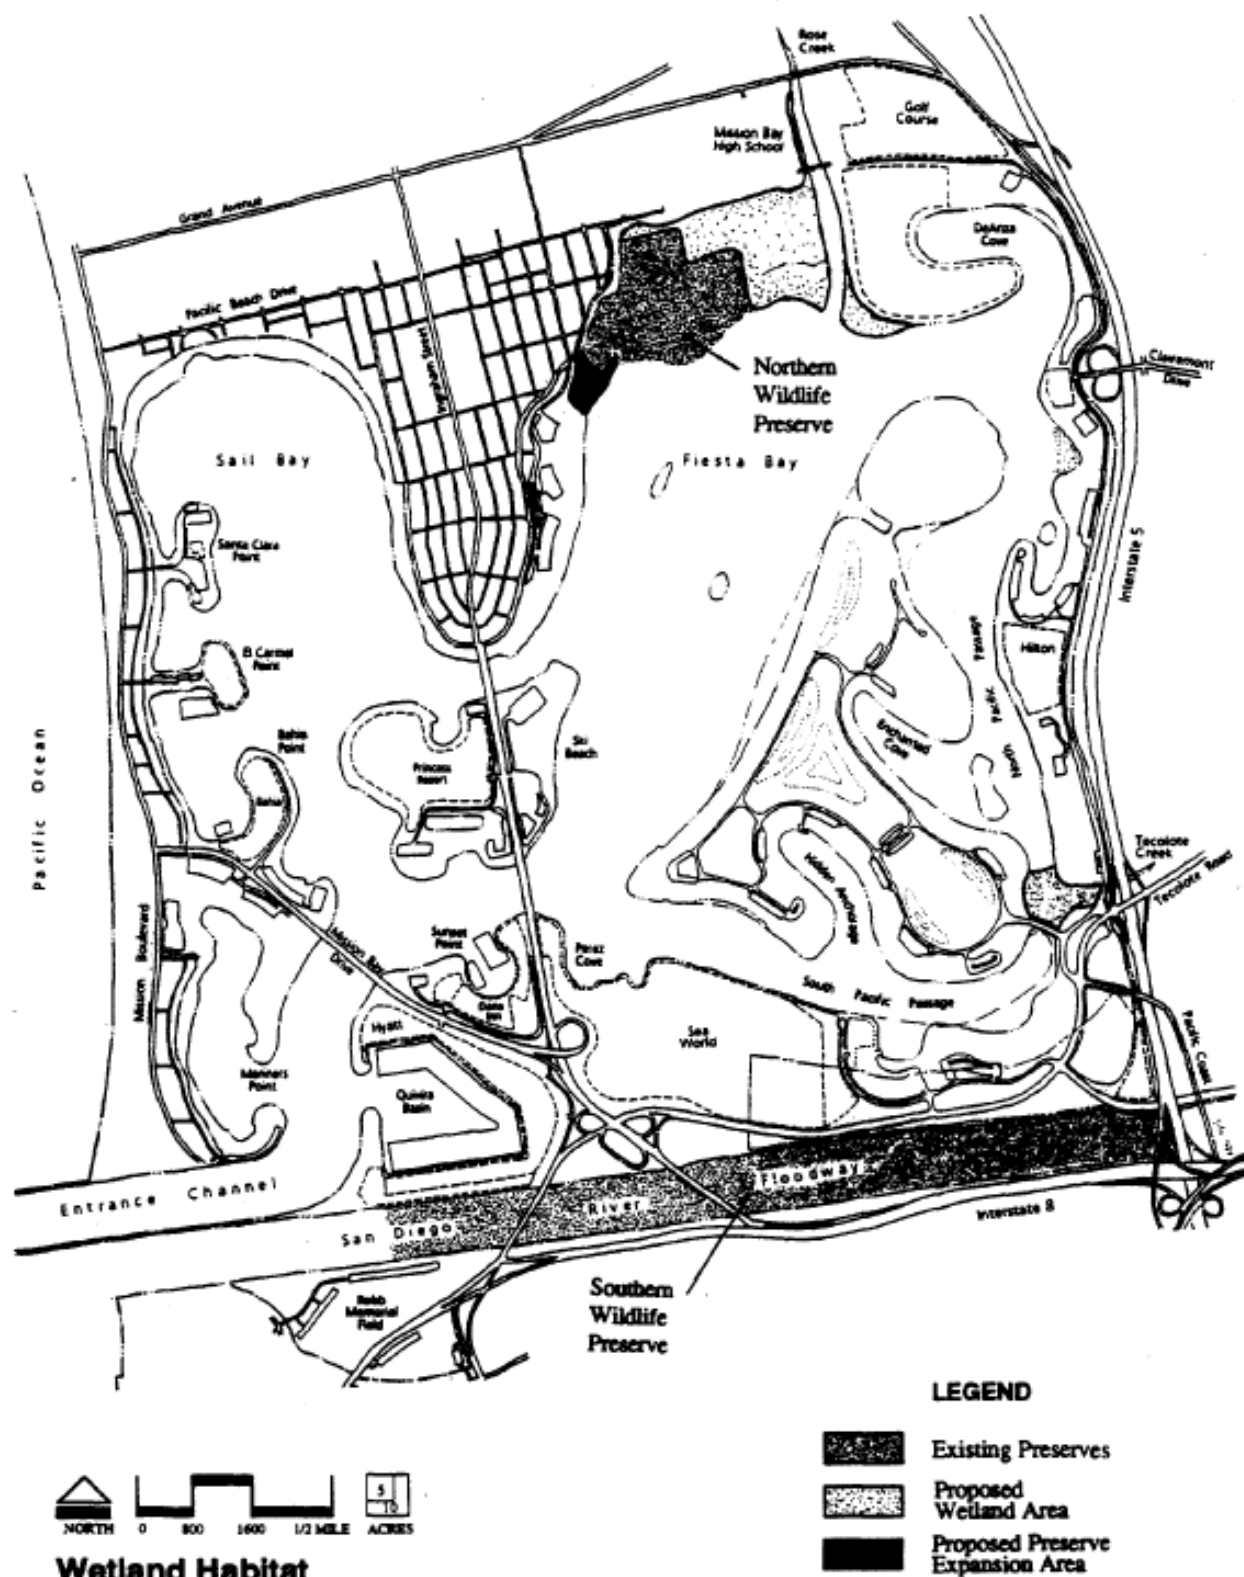 Rose
Creek
Golf
Course
Mission Bay
High School
Grand Avenue
DeAnza
Cove
Pacific Beach Drive
Ingraham Street
Northern
Wildlife
Preserve
Clairemont
Drive
Sail Bay
Fiesta Bay
Santa Clara
Point
Interstate 5
El Carmel
Point
Hilton
North Pacific Passage
Pacific Ocean
Bahia
Point
Bahia
Princess
Resort
Ski
Beach
Enchanted
Cove
Hidden Anchorage
Tecolote
Creek
Tecolote Road
Mission Boulevard
Mission Bay
Drive
Sunset
Point
Perez
Cove
Dana
Inn
South Pacific Passage
Hyatt
Sea
World
Pacific Coast
Mariners
Point
Quivira
Basin
Entrance Channel
San Diego River Floodway
Interstate 8
Southern
Wildlife
Preserve
Robb
Memorial
Field
LEGEND
Existing Preserves
Proposed
Wetland Area
Proposed Preserve
Expansion Area
NORTH
0 800 1600 1/2 MILE
5
10
ACRES
Wetland Habitat